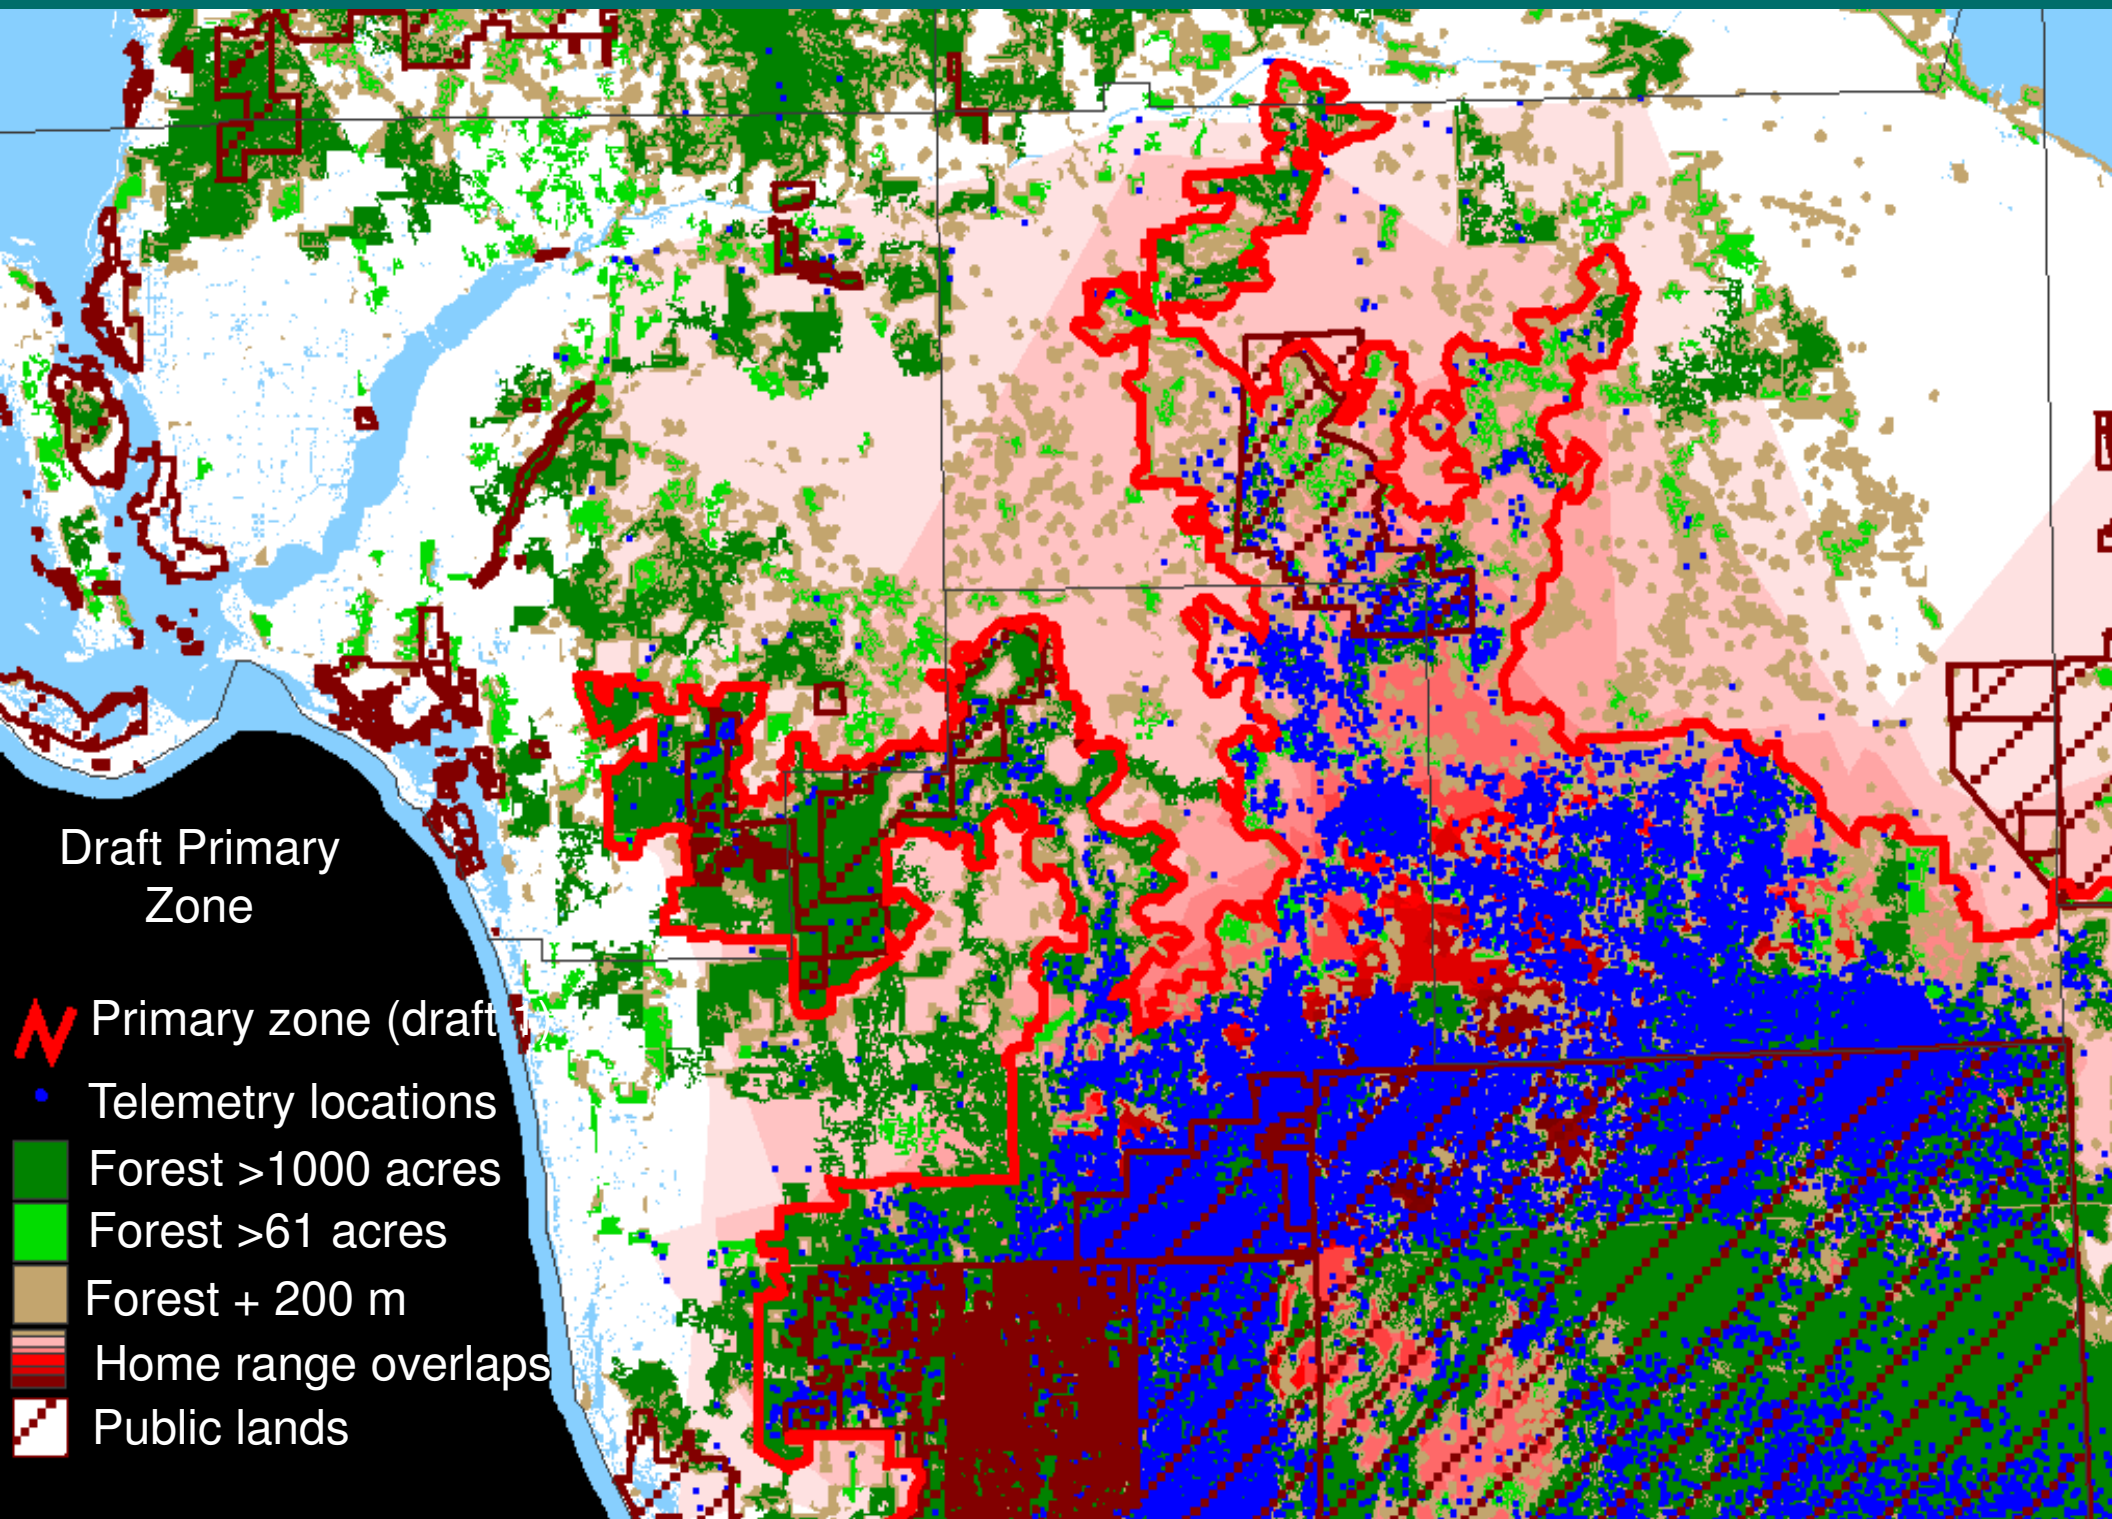 Draft Primary
Zone
Primary zone (draft 1)
Telemetry locations
Forest >1000 acres
Forest >61 acres
Forest + 200 m
Home range overlaps
Public lands